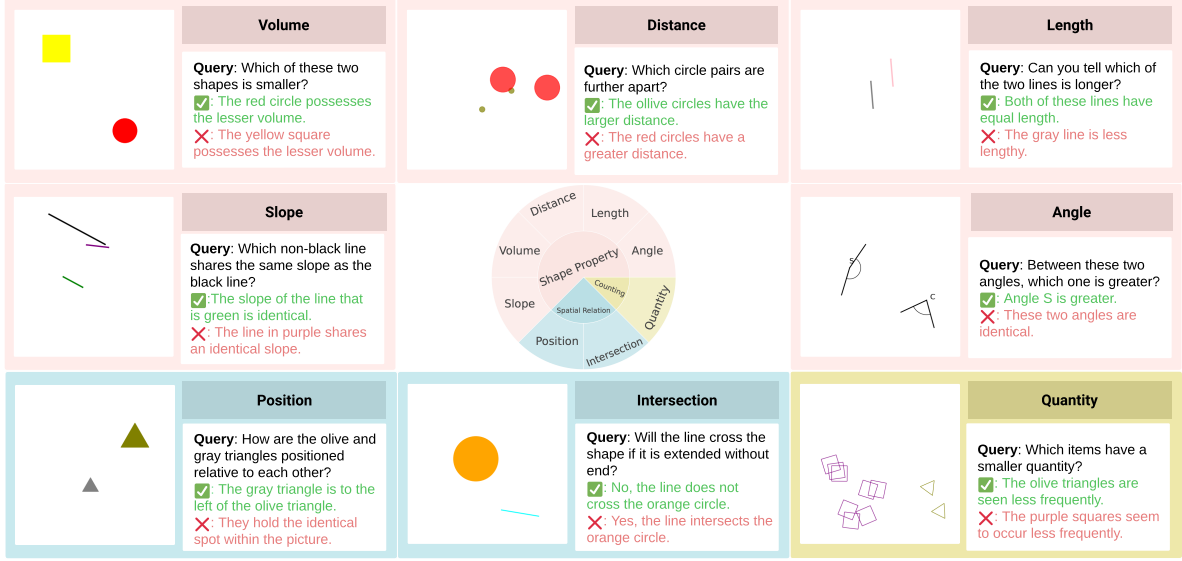 Volume
Query: Which of these two
shapes is smaller?
✅: The red circle possesses
the lesser volume.
❌: The yellow square
possesses the lesser volume.
Distance
Query: Which circle pairs are
further apart?
✅: The ollive circles have the
larger distance.
❌: The red circles have a
greater distance.
Length
Query: Can you tell which of
the two lines is longer?
✅: Both of these lines have
equal length.
❌: The gray line is less
lengthy.
Slope
Query: Which non-black line
shares the same slope as the
black line?
✅:The slope of the line that
is green is identical.
❌: The line in purple shares
an identical slope.
Distance
Length
Volume
Angle
Shape Property
Slope
Counting
Quantity
Spatial Relation
Position
Intersection
S
C
Angle
Query: Between these two
angles, which one is greater?
✅: Angle S is greater.
❌: These two angles are
identical.
Position
Query: How are the olive and
gray triangles positioned
relative to each other?
✅: The gray triangle is to the
left of the olive triangle.
❌: They hold the identical
spot within the picture.
Intersection
Query: Will the line cross the
shape if it is extended without
end?
✅: No, the line does not
cross the orange circle.
❌: Yes, the line intersects the
orange circle.
Quantity
Query: Which items have a
smaller quantity?
✅: The olive triangles are
seen less frequently.
❌: The purple squares seem
to occur less frequently.